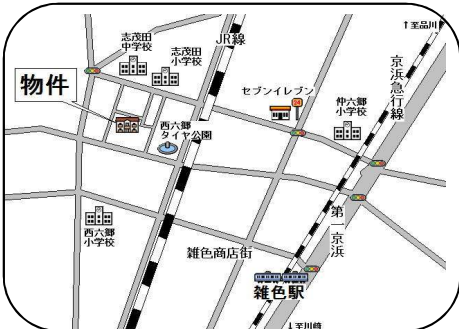 ↑至品川
志茂田
中学校
志茂田
小学校
JR線
京浜急行線
物件
セブンイレブン
24
仲六郷
小学校
西六郷
タイヤ公園
西六郷
小学校
第一京浜
雑色商店街
雑色駅
↓至川崎